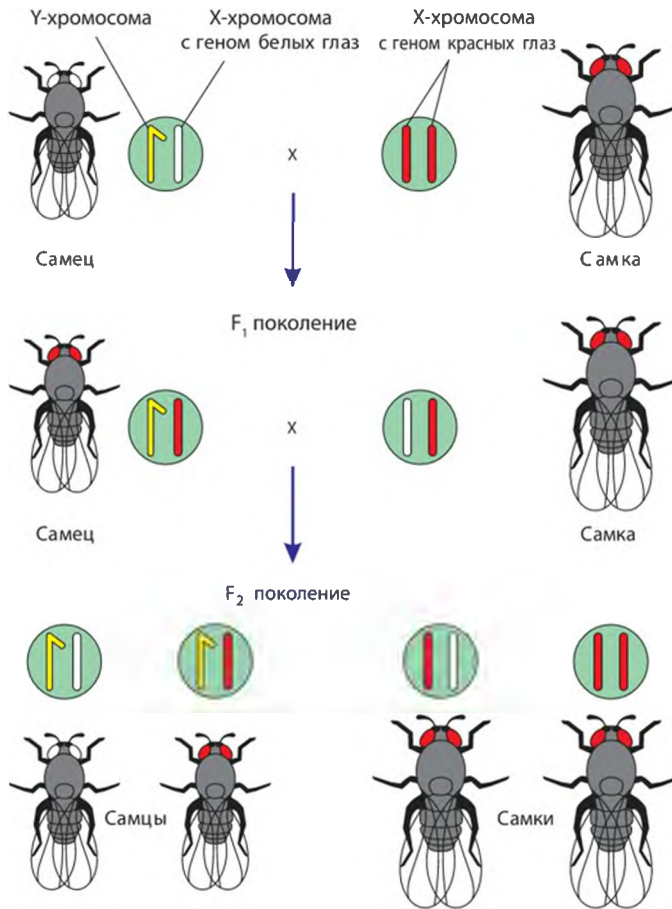 Y-хромосома
X-хромосома
с геном белых глаз
X-хромосома
с геном красных глаз
x
Самец
Самка
F1 поколение
x
Самец
Самка
F2 поколение
Самцы
Самки